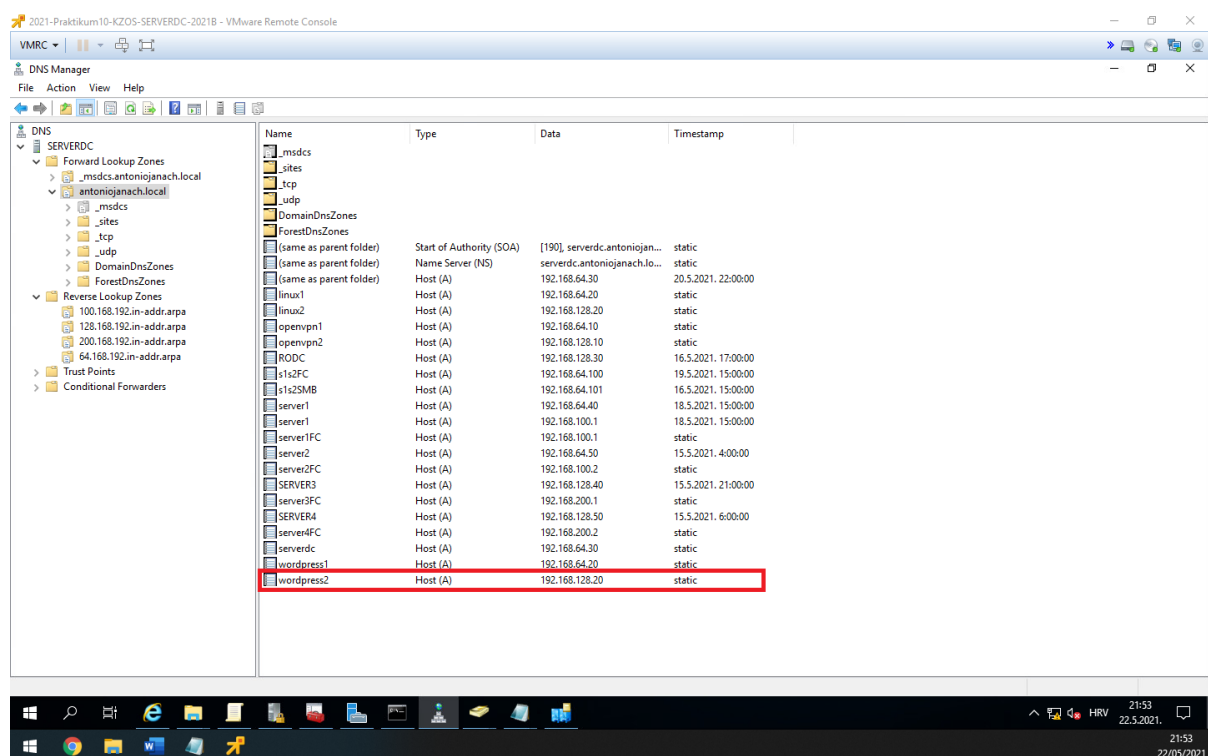 2021-Praktikum10-KZOS-SERVERDC-2021B - VMware Remote Console
VMRC
DNS Manager
File Action View Help
DNS
SERVERDC
Forward Lookup Zones
_msdcs.antoniojanach.local
antoniojanach.local
_msdcs
_sites
_tcp
_udp
DomainDnsZones
ForestDnsZones
Reverse Lookup Zones
100.168.192.in-addr.arpa
128.168.192.in-addr.arpa
200.168.192.in-addr.arpa
64.168.192.in-addr.arpa
Trust Points
Conditional Forwarders
Name Type Data Timestamp
_msdcs
_sites
_tcp
_udp
DomainDnsZones
ForestDnsZones
(same as parent folder) Start of Authority (SOA) [190], serverdc.antoniojan... static
(same as parent folder) Name Server (NS) serverdc.antoniojanach.lo... static
(same as parent folder) Host (A) 192.168.64.30 20.5.2021. 22:00:00
linux1 Host (A) 192.168.64.20 static
linux2 Host (A) 192.168.128.20 static
openvpn1 Host (A) 192.168.64.10 static
openvpn2 Host (A) 192.168.128.10 static
RODC Host (A) 192.168.128.30 16.5.2021. 17:00:00
s1s2FC Host (A) 192.168.64.100 19.5.2021. 15:00:00
s1s2SMB Host (A) 192.168.64.101 16.5.2021. 15:00:00
server1 Host (A) 192.168.64.40 18.5.2021. 15:00:00
server1 Host (A) 192.168.100.1 18.5.2021. 15:00:00
server1FC Host (A) 192.168.100.1 static
server2 Host (A) 192.168.64.50 15.5.2021. 4:00:00
server2FC Host (A) 192.168.100.2 static
SERVER3 Host (A) 192.168.128.40 15.5.2021. 21:00:00
server3FC Host (A) 192.168.200.1 static
SERVER4 Host (A) 192.168.128.50 15.5.2021. 6:00:00
server4FC Host (A) 192.168.200.2 static
serverdc Host (A) 192.168.64.30 static
wordpress1 Host (A) 192.168.64.20 static
wordpress2 Host (A) 192.168.128.20 static
HRV
21:53
22.5.2021.
21:53
22/05/2021